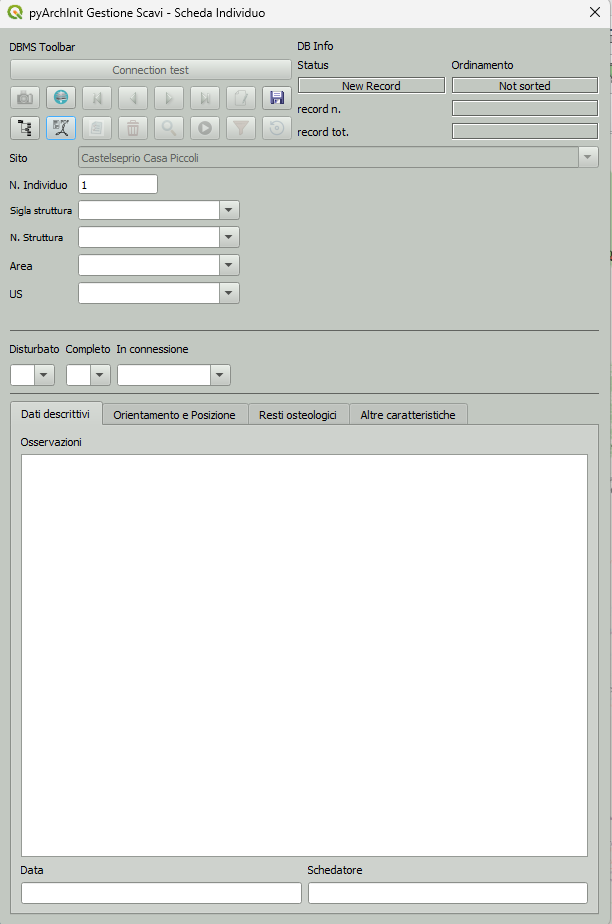 pyArchInit Gestione Scavi - Scheda Individuo
DBMS Toolbar
DB Info
Connection test
Status
Ordinamento
New Record
Not sorted
record n.
record tot.
Sito
Castelseprio Casa Piccoli
N. Individuo
1
Sigla struttura
N. Struttura
Area
US
Disturbato Completo In connessione
Dati descrittivi
Orientamento e Posizione
Resti osteologici
Altre caratteristiche
Osservazioni
Data
Schedatore